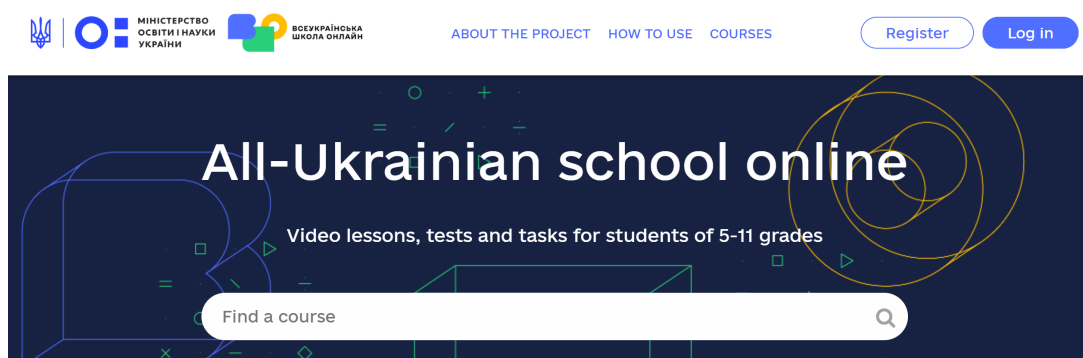 МІНІСТЕРСТВО
ОСВІТИ І НАУКИ
УКРАЇНИ
ВСЕУКРАЇНСЬКА
ШКОЛА ОНЛАЙН
ABOUT THE PROJECT HOW TO USE COURSES
Register Log in
All-Ukrainian school online
Video lessons, tests and tasks for students of 5-11 grades
Find a course